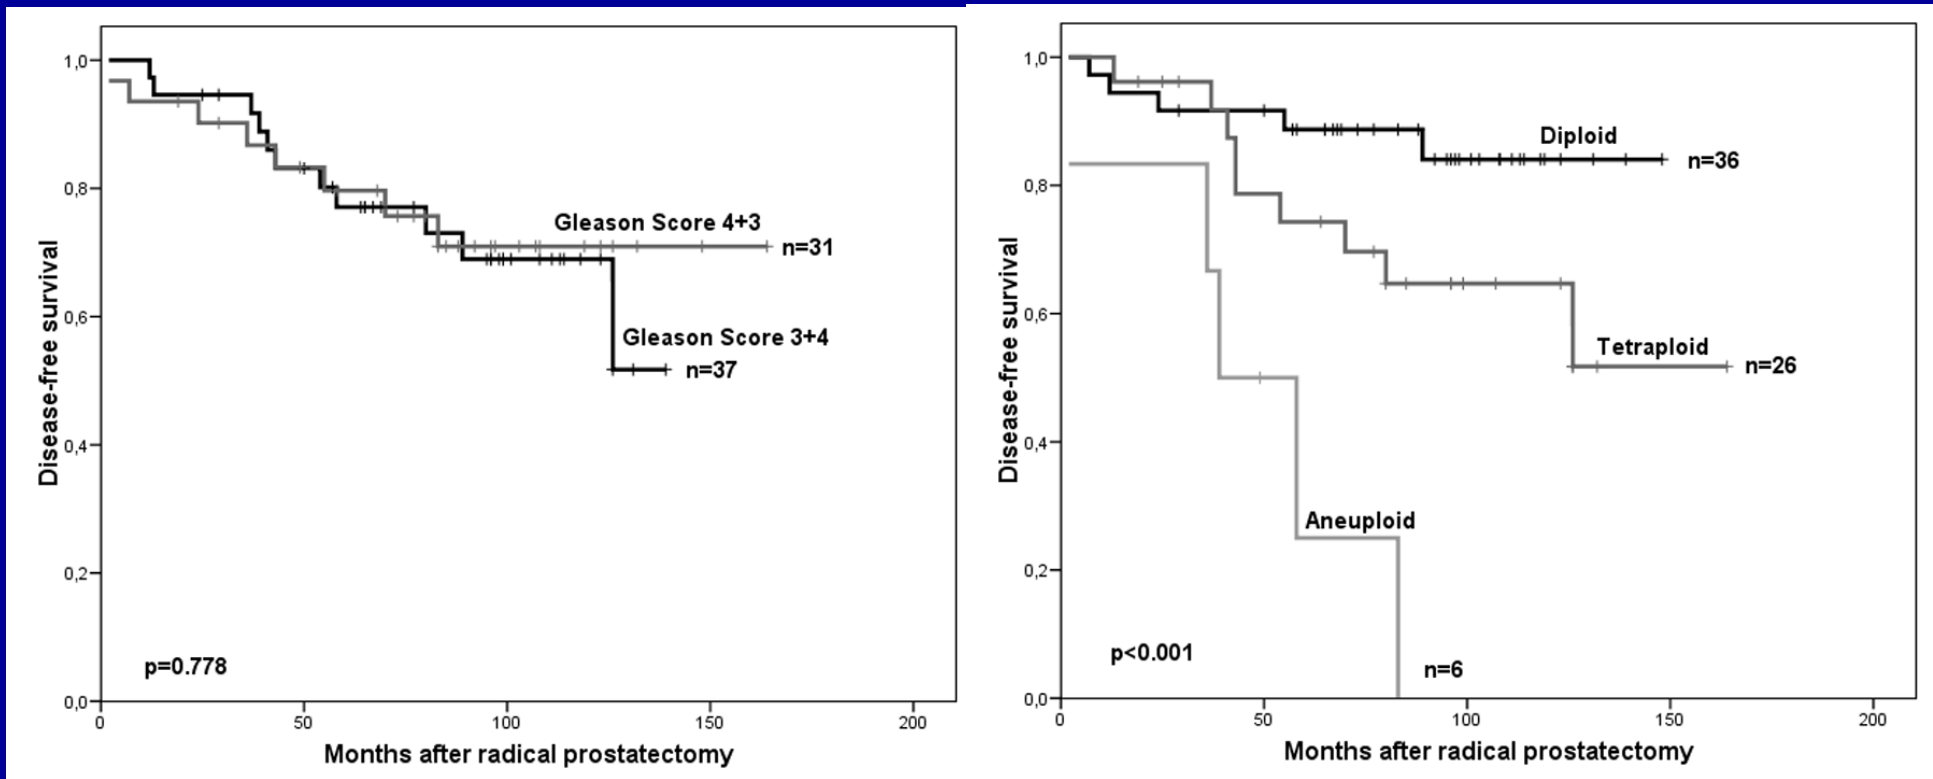 Disease-free survival
1,0
0,8
0,6
0,4
0,2
0,0
Gleason Score 4+3
n=31
Gleason Score 3+4
n=37
p=0.778
0
50
100
150
200
Months after radical prostatectomy
Disease-free survival
1,0
0,8
0,6
0,4
0,2
0,0
Diploid
n=36
Tetraploid
n=26
Aneuploid
p<0.001
n=6
0
50
100
150
200
Months after radical prostatectomy